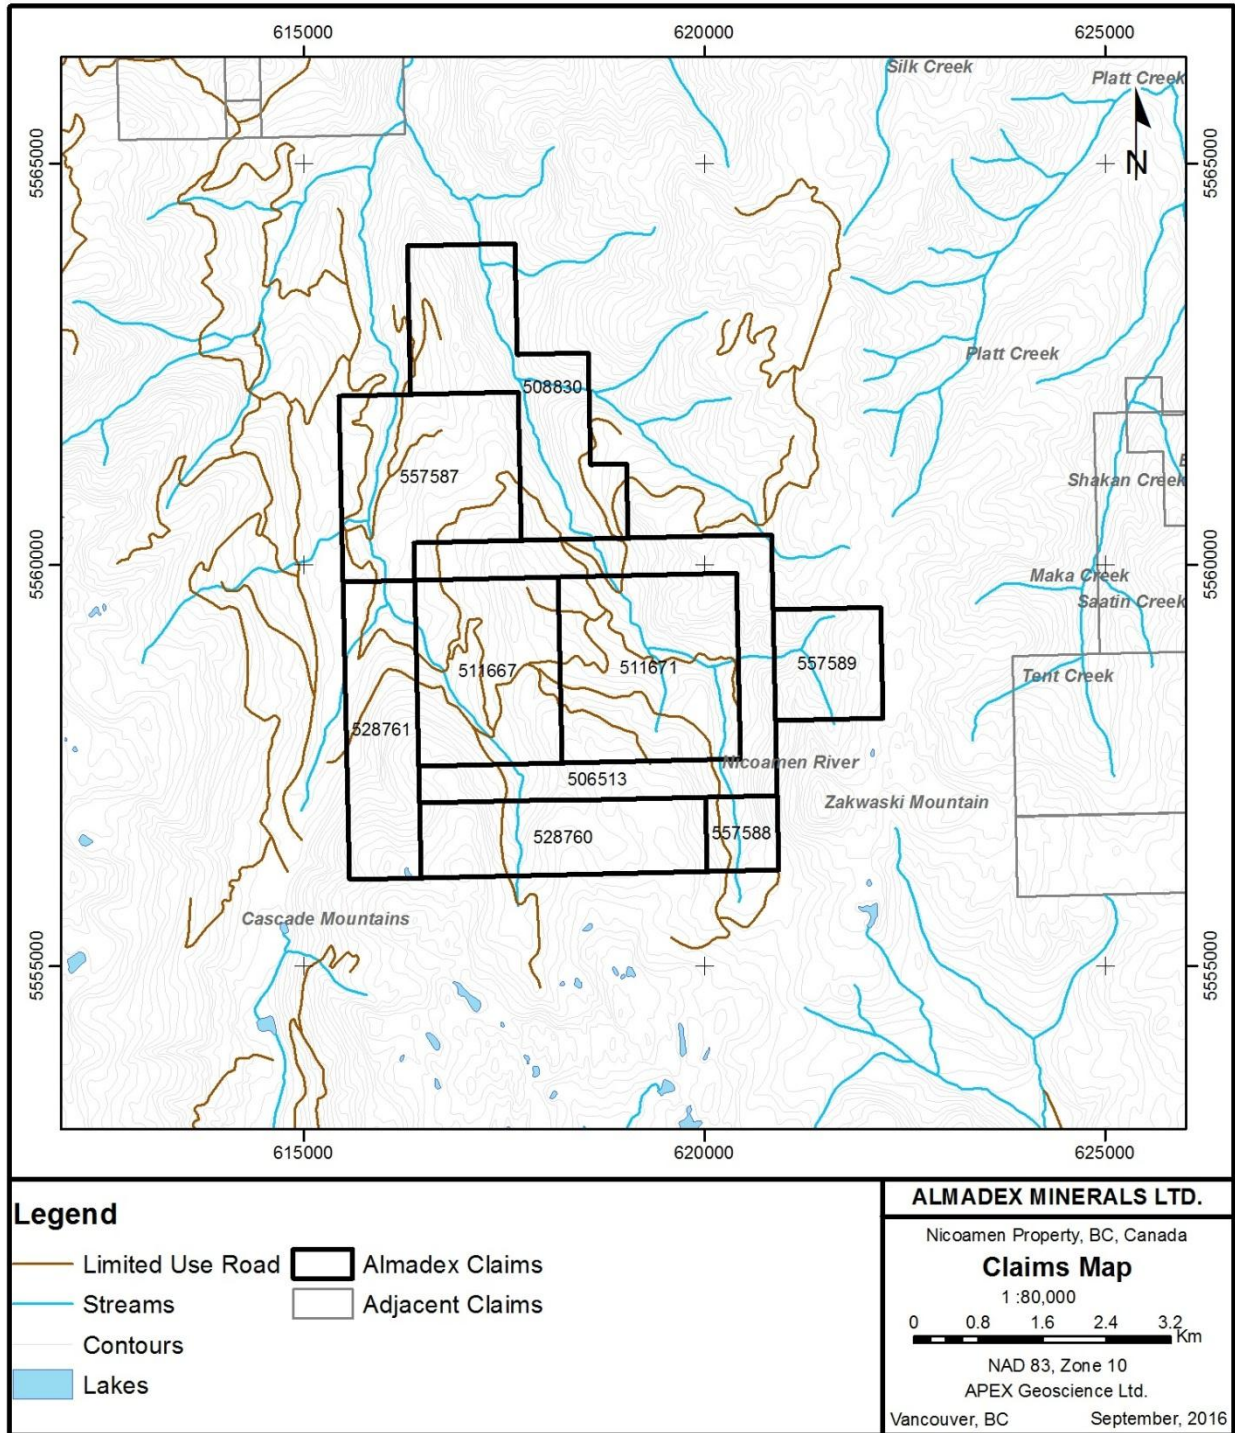 615000 620000 625000
Silk Creek
Platt Creek
5565000
5565000
N
Platt Creek
508830
557587
Shakan Creek
5560000
5560000
Maka Creek
Saatin Creek
511667
511671
557589
Tent Creek
528761
Nicoamen River
506513
Zakwaski Mountain
528760
557588
Cascade Mountains
5555000
5555000
615000 620000 625000
Legend
Limited Use Road
Almadex Claims
Streams
Adjacent Claims
Contours
Lakes
ALMADEX MINERALS LTD.
Nicoamen Property, BC, Canada
Claims Map
1 :80,000
0 0.8 1.6 2.4 3.2
Km
NAD 83, Zone 10
APEX Geoscience Ltd.
Vancouver, BC September, 2016